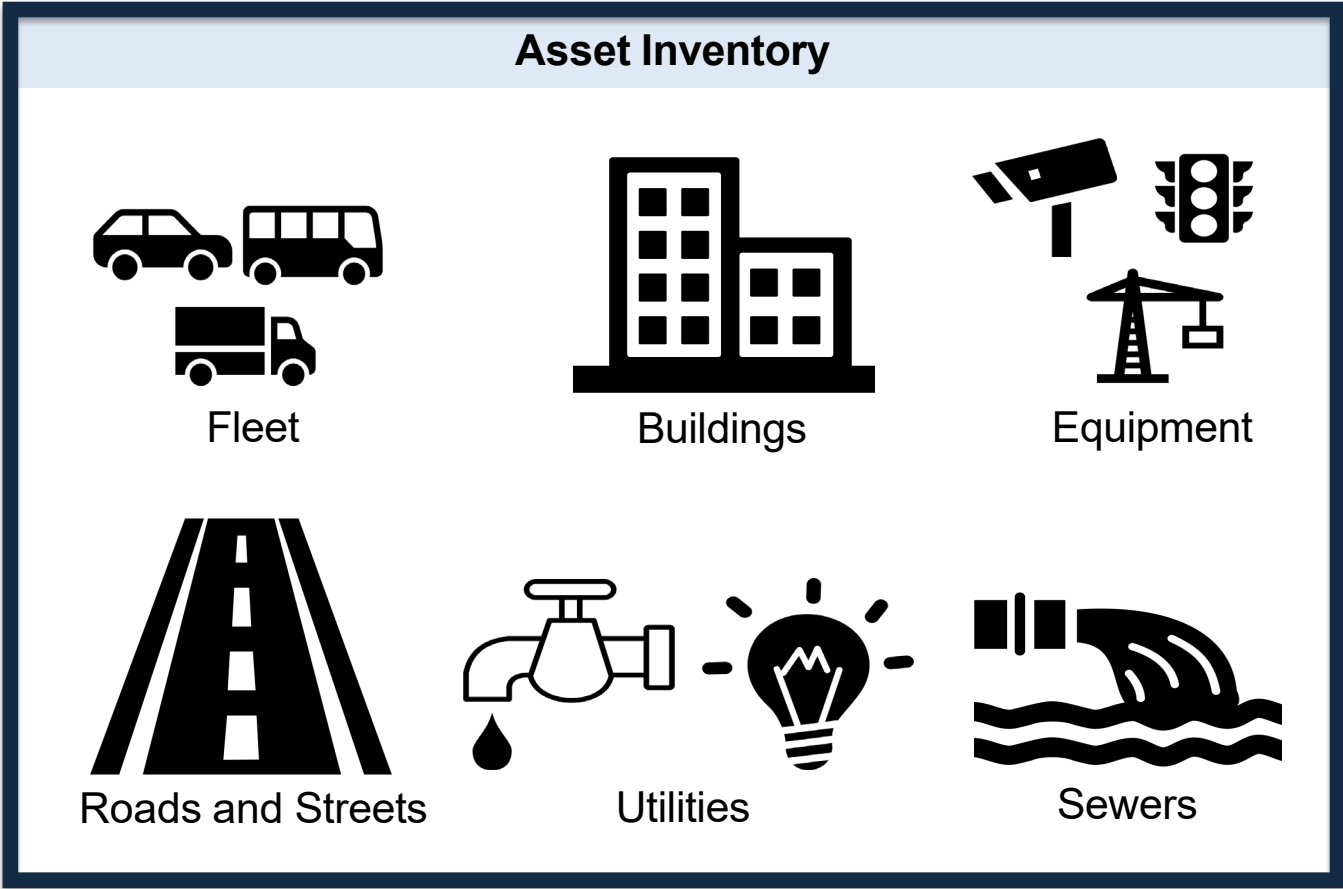 Asset Inventory
Fleet
Buildings
Equipment
Roads and Streets
Utilities
Sewers